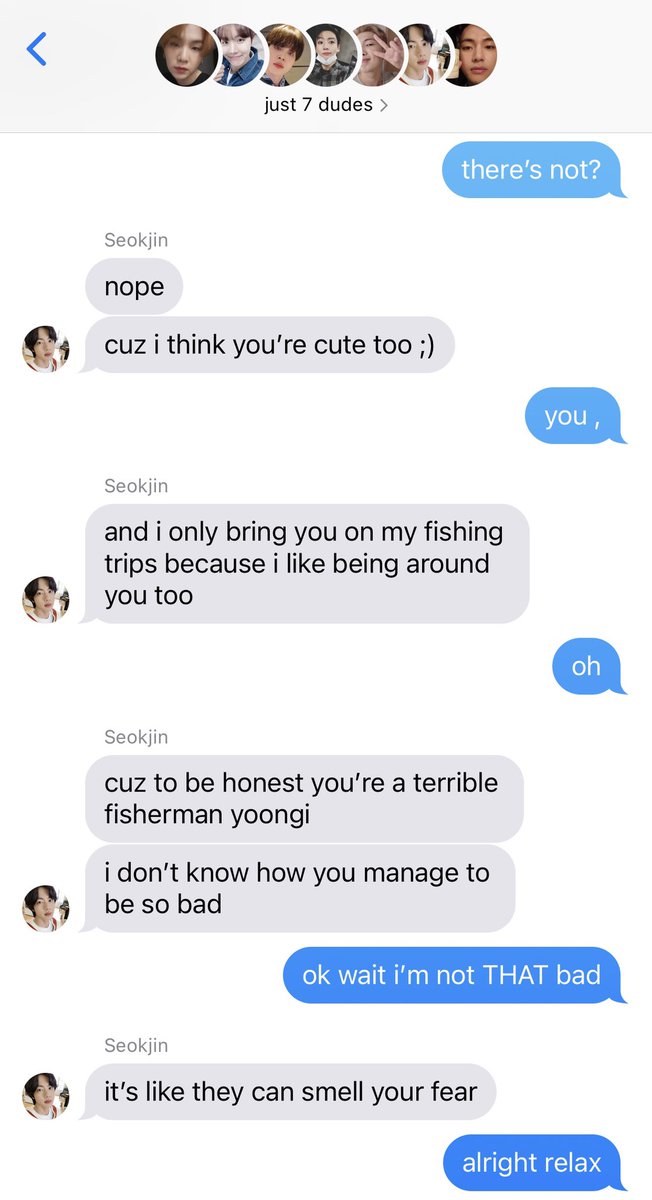 just 7 dudes
there’s not?
Seokjin
nope
cuz i think you’re cute too ;)
you ,
Seokjin
and i only bring you on my fishing
trips because i like being around
you too
oh
Seokjin
cuz to be honest you’re a terrible
fisherman yoongi
i don’t know how you manage to
be so bad
ok wait i’m not THAT bad
Seokjin
it’s like they can smell your fear
alright relax